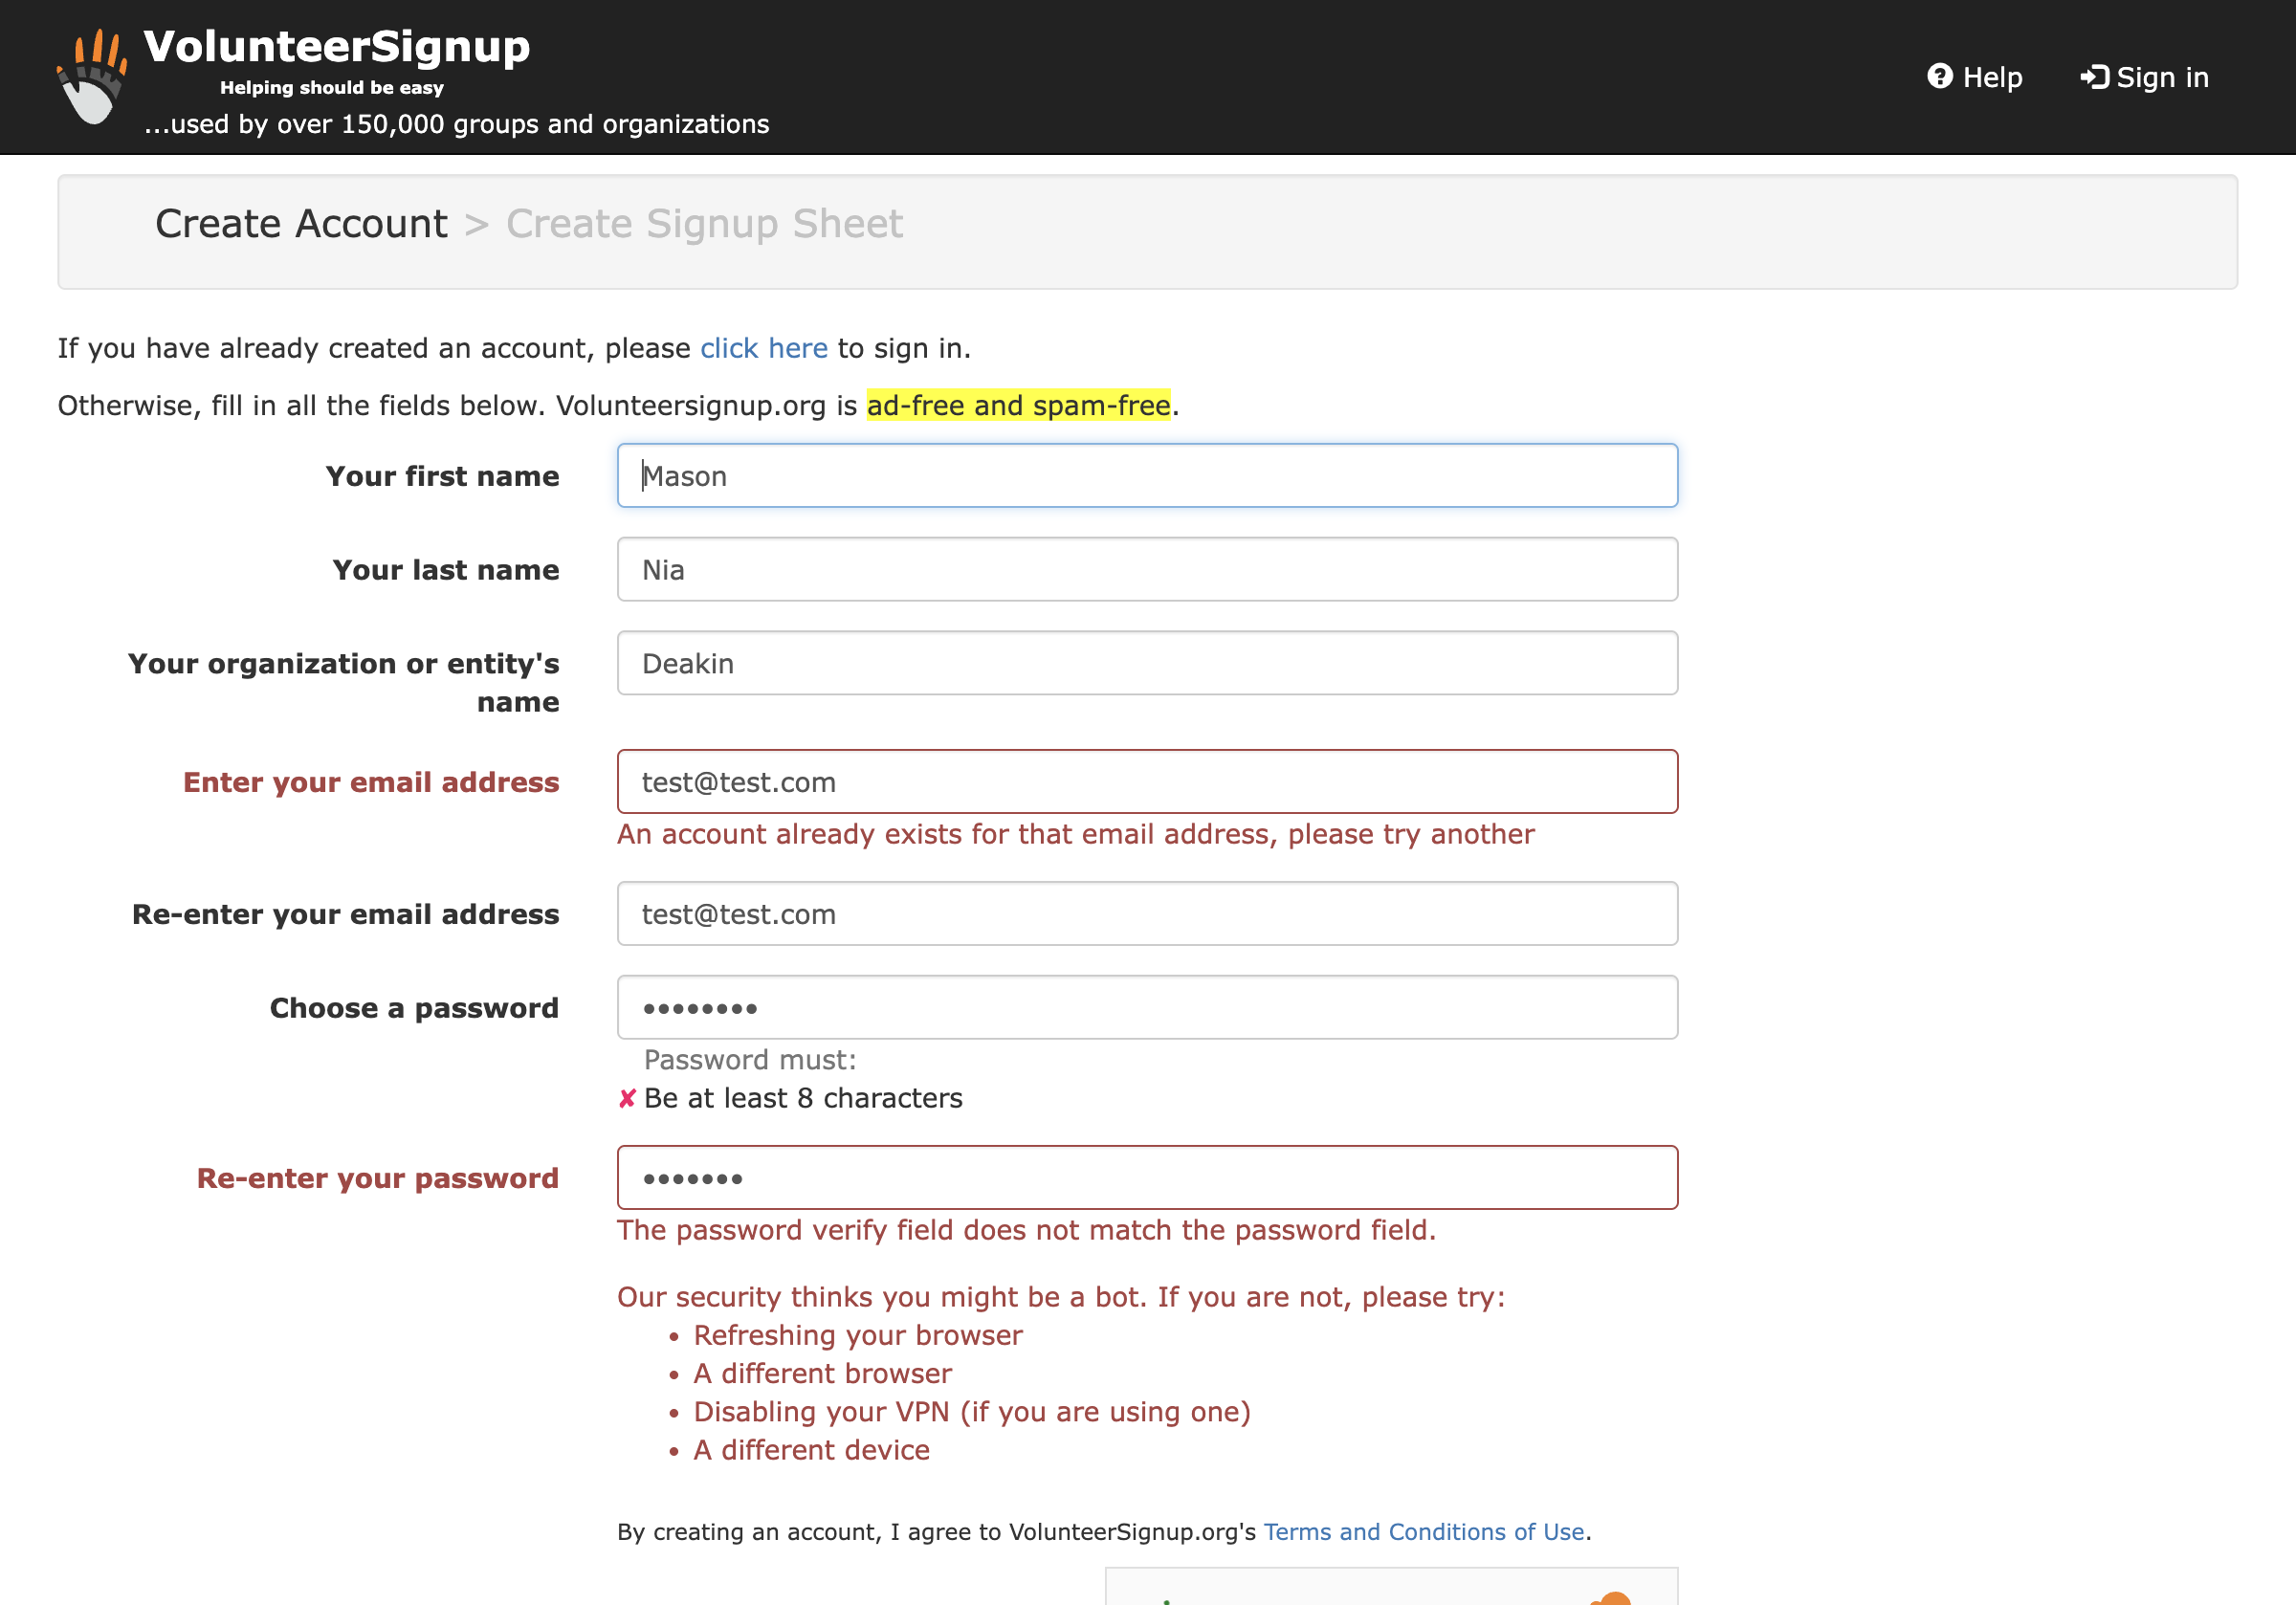 VolunteerSignup
Helping should be easy
...used by over 150,000 groups and organizations
Help
Sign in
Create Account > Create Signup Sheet
If you have already created an account, please click here to sign in.
Otherwise, fill in all the fields below. Volunteersignup.org is ad-free and spam-free.
Your first name
Mason
Your last name
Nia
Your organization or entity's
name
Deakin
Enter your email address
test@test.com
An account already exists for that email address, please try another
Re-enter your email address
test@test.com
Choose a password
••••••••
Password must:
✘ Be at least 8 characters
Re-enter your password
•••••••
The password verify field does not match the password field.
Our security thinks you might be a bot. If you are not, please try:
• Refreshing your browser
• A different browser
• Disabling your VPN (if you are using one)
• A different device
By creating an account, I agree to VolunteerSignup.org's Terms and Conditions of Use.